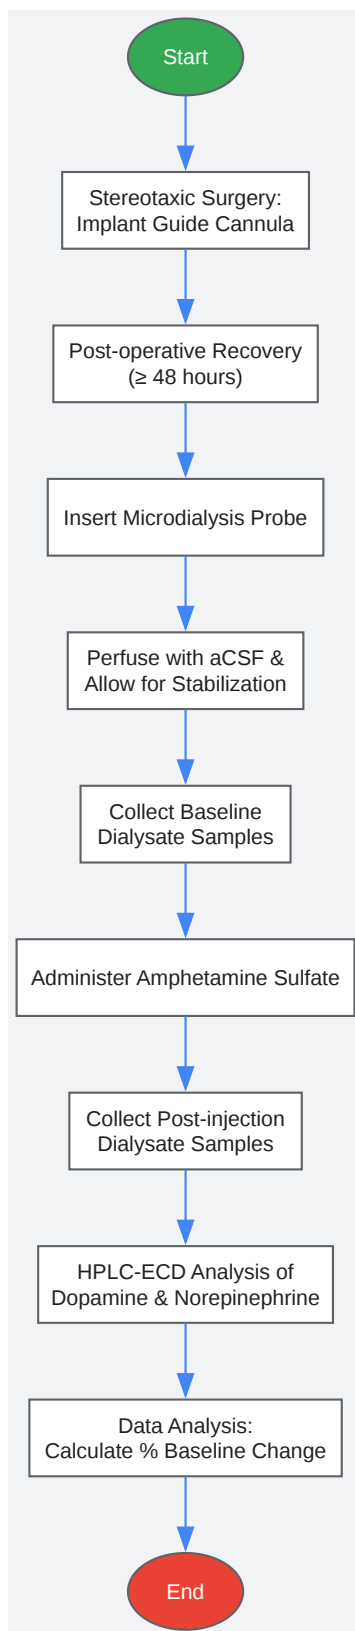 Start
Stereotaxic Surgery:
Implant Guide Cannula
Post-operative Recovery
(≥ 48 hours)
Insert Microdialysis Probe
Perfuse with aCSF &
Allow for Stabilization
Collect Baseline
Dialysate Samples
Administer Amphetamine Sulfate
Collect Post-injection
Dialysate Samples
HPLC-ECD Analysis of
Dopamine & Norepinephrine
Data Analysis:
Calculate % Baseline Change
End